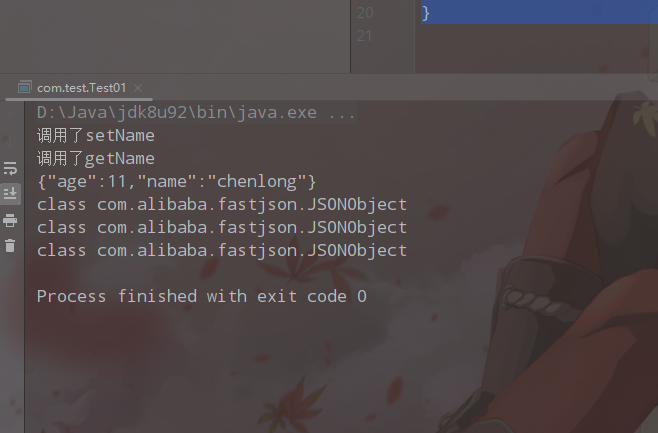 20 }
21
com.test.Test01
D:\Java\jdk8u92\bin\java.exe ...
调用了setName
调用了getName
{"age":11,"name":"chenlong"}
class com.alibaba.fastjson.JSONObject
class com.alibaba.fastjson.JSONObject
class com.alibaba.fastjson.JSONObject
Process finished with exit code 0